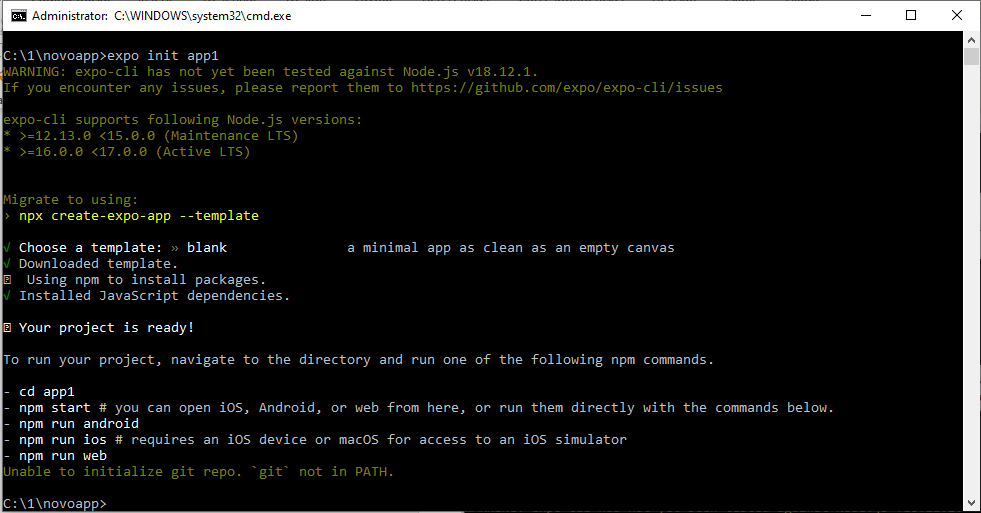 Administrator: C:\WINDOWS\system32\cmd.exe
C:\1\novoapp>expo init app1
WARNING: expo-cli has not yet been tested against Node.js v18.12.1.
If you encounter any issues, please report them to https://github.com/expo/expo-cli/issues
expo-cli supports following Node.js versions:
* >=12.13.0 <15.0.0 (Maintenance LTS)
* >=16.0.0 <17.0.0 (Active LTS)
Migrate to using:
› npx create-expo-app --template
√ Choose a template: » blank a minimal app as clean as an empty canvas
√ Downloaded template.
Using npm to install packages.
√ Installed JavaScript dependencies.
Your project is ready!
To run your project, navigate to the directory and run one of the following npm commands.
- cd app1
- npm start # you can open iOS, Android, or web from here, or run them directly with the commands below.
- npm run android
- npm run ios # requires an iOS device or macOS for access to an iOS simulator
- npm run web
Unable to initialize git repo. `git` not in PATH.
C:\1\novoapp>